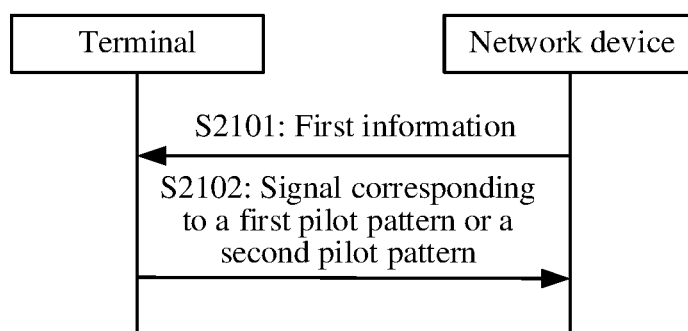 Terminal
Network device
S2101: First information
S2102: Signal corresponding
to a first pilot pattern or a
second pilot pattern